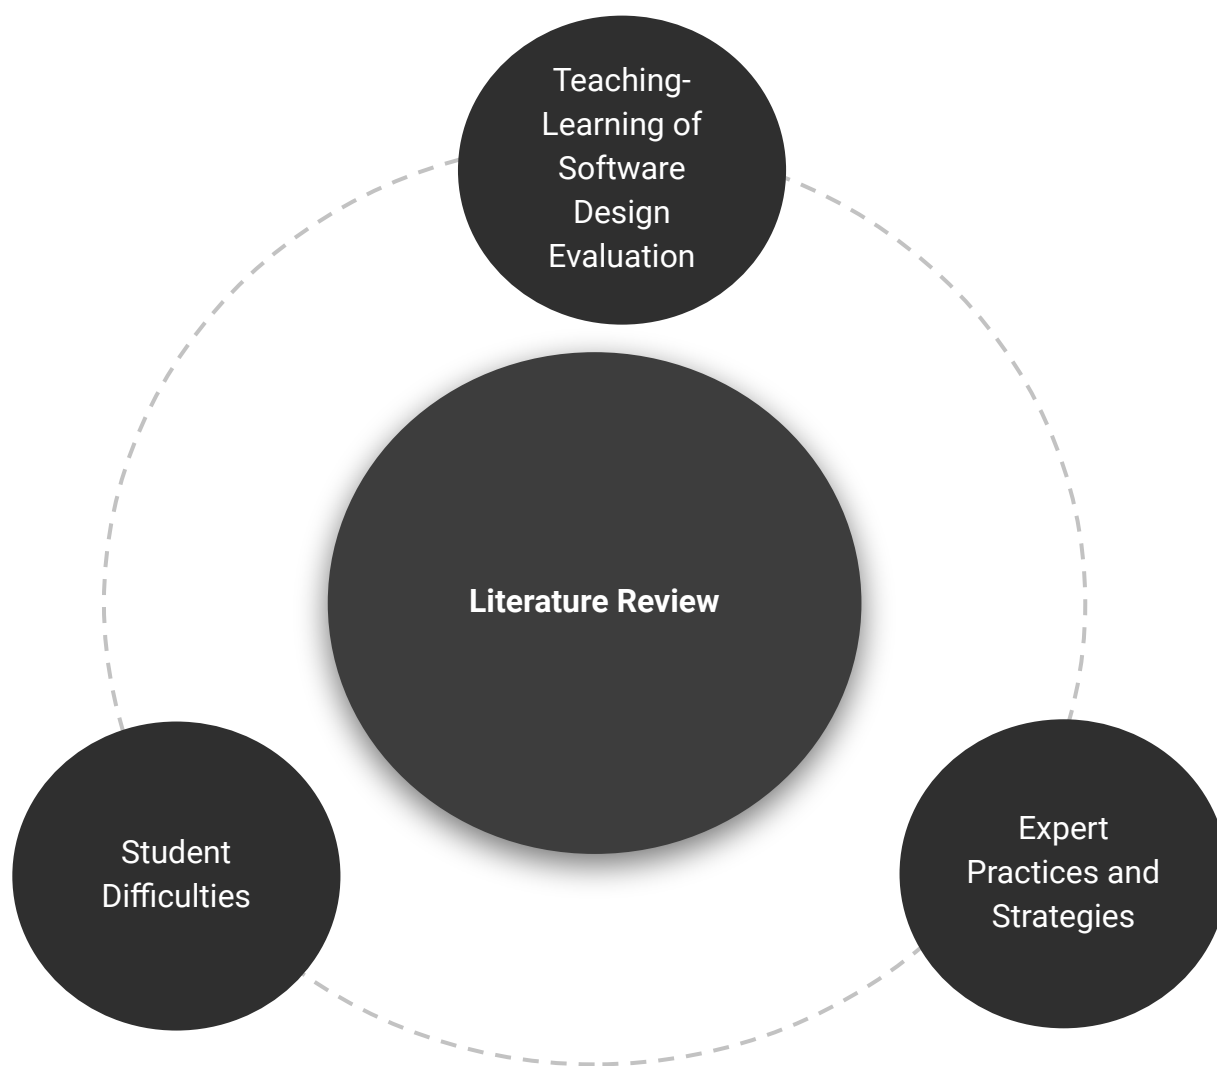 Teaching-
Learning of
Software
Design
Evaluation
Literature Review
Student
Difficulties
Expert
Practices and
Strategies